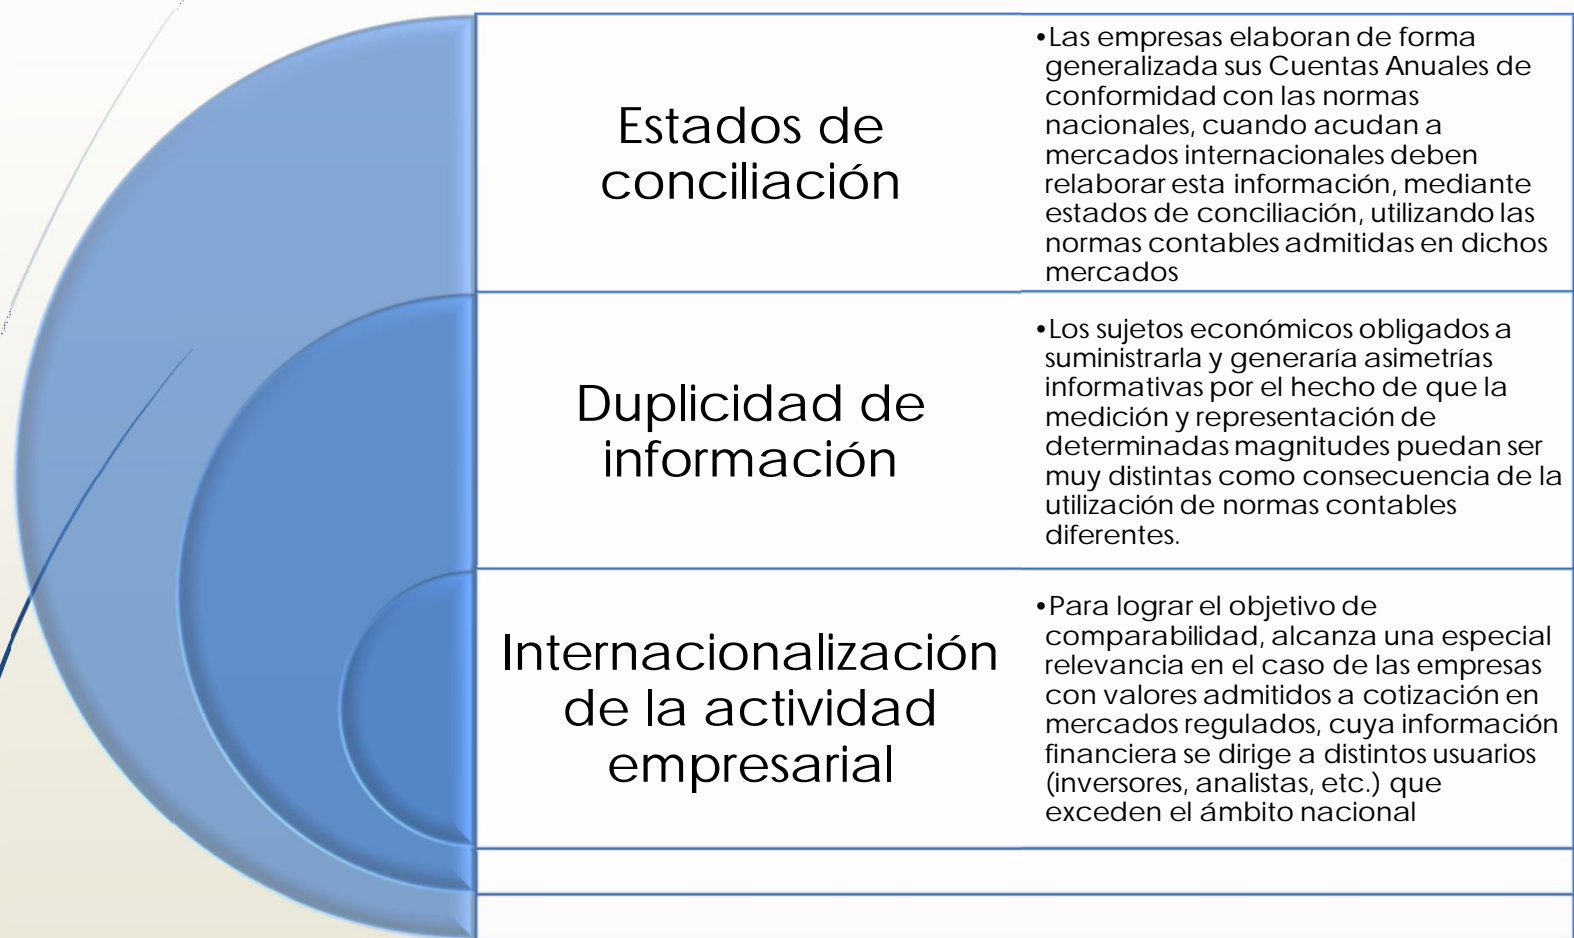 Estados de
conciliación
•Las empresas elaboran de forma
generalizada sus Cuentas Anuales de
conformidad con las normas
nacionales, cuando acudan a
mercados internacionales deben
relaborar esta información, mediante
estados de conciliación, utilizando las
normas contables admitidas en dichos
mercados
Duplicidad de
información
•Los sujetos económicos obligados a
suministrarla y generaría asimetrías
informativas por el hecho de que la
medición y representación de
determinadas magnitudes puedan ser
muy distintas como consecuencia de la
utilización de normas contables
diferentes.
Internacionalización
de la actividad
empresarial
•Para lograr el objetivo de
comparabilidad, alcanza una especial
relevancia en el caso de las empresas
con valores admitidos a cotización en
mercados regulados, cuya información
financiera se dirige a distintos usuarios
(inversores, analistas, etc.) que
exceden el ámbito nacional